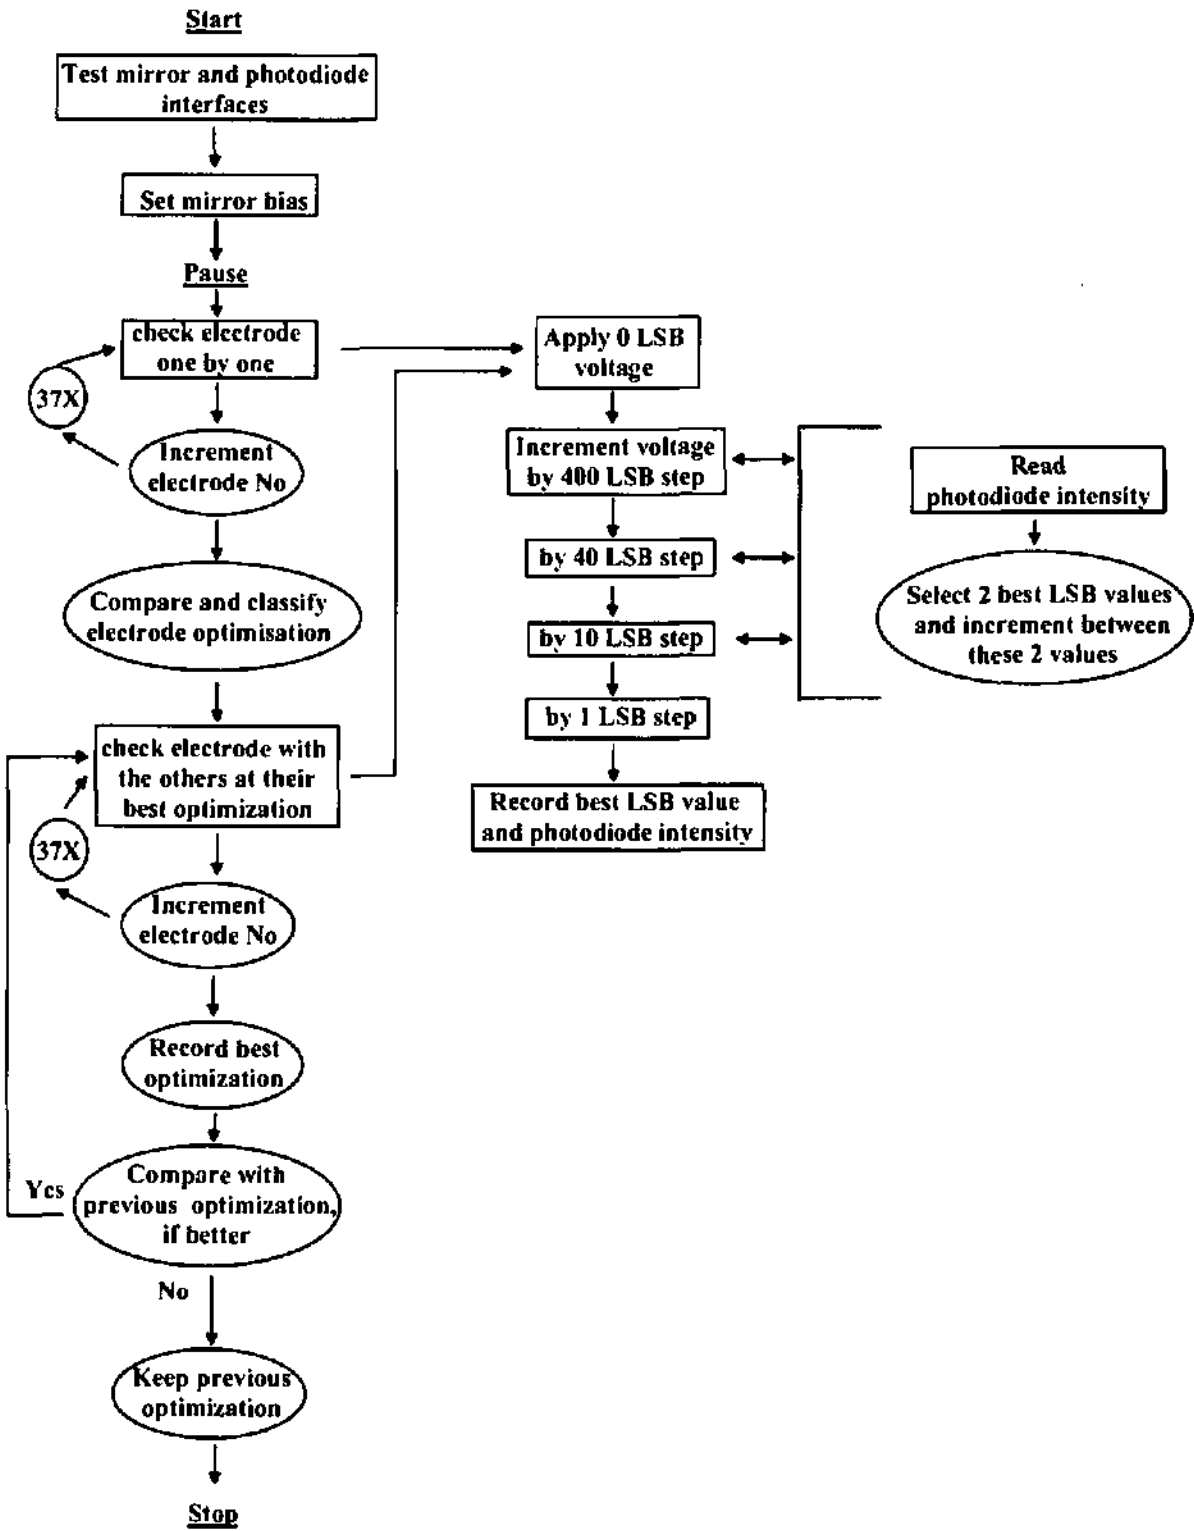 Start
Test mirror and photodiode
interfaces
Set mirror bias
Pause
check electrode
one by one
37X
Increment
electrode No
Compare and classify
electrode optimisation
check electrode with
the others at their
best optimization
37X
Increment
electrode No
Record best
optimization
Compare with
previous optimization,
if better
Yes
No
Keep previous
optimization
Stop
Apply 0 LSB
voltage
Increment voltage
by 400 LSB step
by 40 LSB step
by 10 LSB step
by 1 LSB step
Record best LSB value
and photodiode intensity
Read
photodiode intensity
Select 2 best LSB values
and increment between
these 2 values